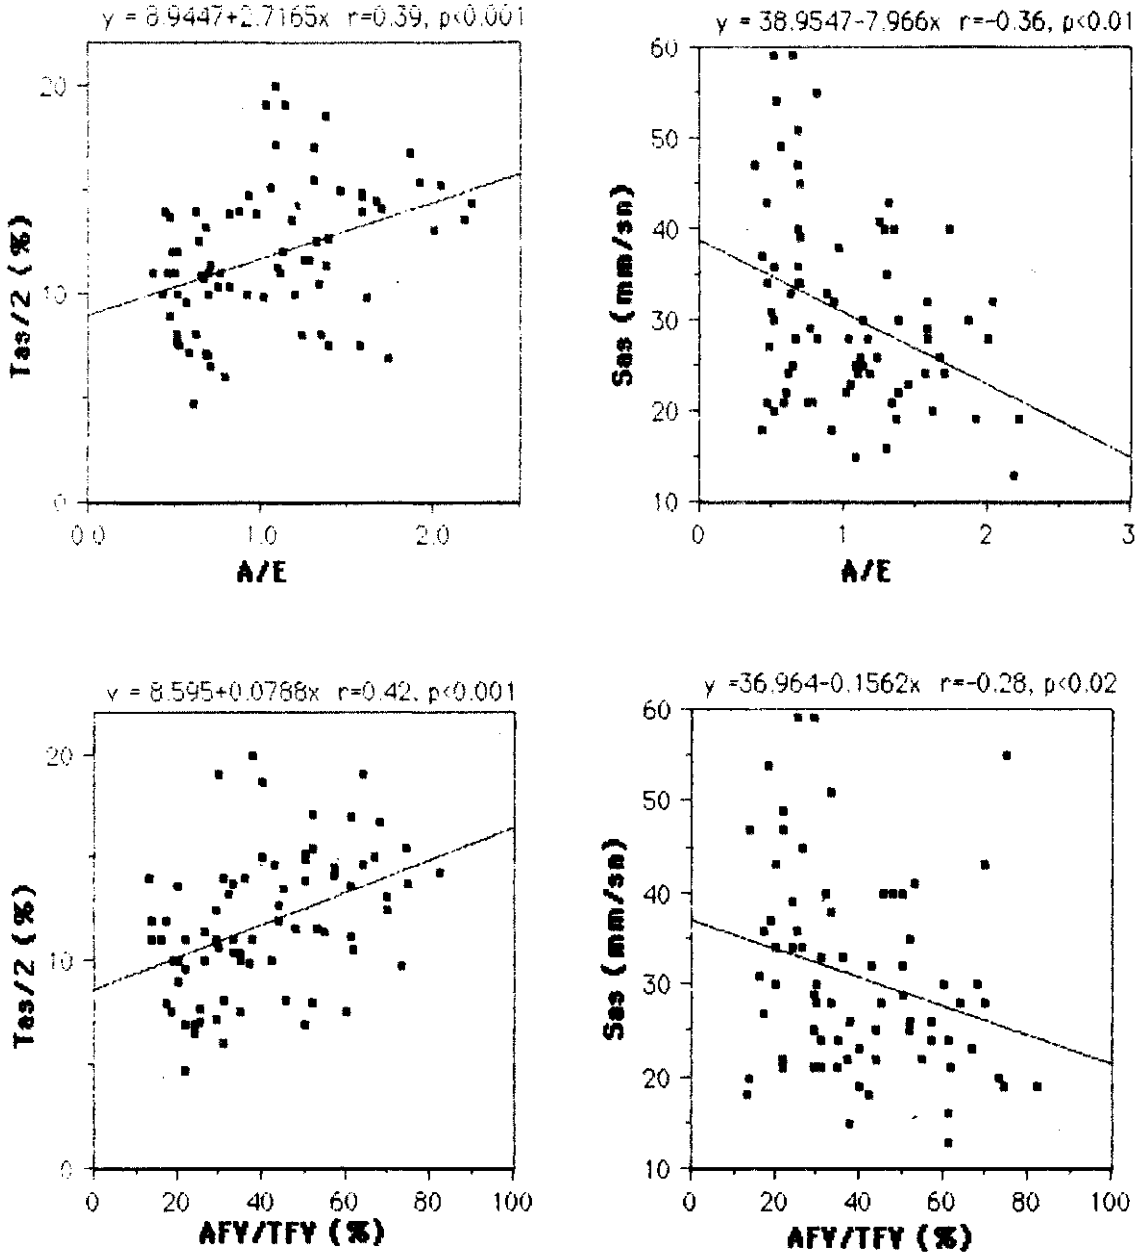 y = 8.9447+2.7165x r=0.39, p<0.001
20
10
0
Tas/2 (%)
0.0 1.0 2.0
A/E
y = 38.9547-7.966x r=-0.36, p<0.01
60
50
40
30
20
10
Sas (mm/sn)
0 1 2 3
A/E
y = 8.595+0.0788x r=0.42, p<0.001
20
10
0
Tas/2 (%)
0 20 40 60 80 100
AFV/TFV (%)
y =36.964-0.1562x r=-0.28, p<0.02
60
50
40
30
20
10
Sas (mm/sn)
0 20 40 60 80 100
AFV/TFV (%)